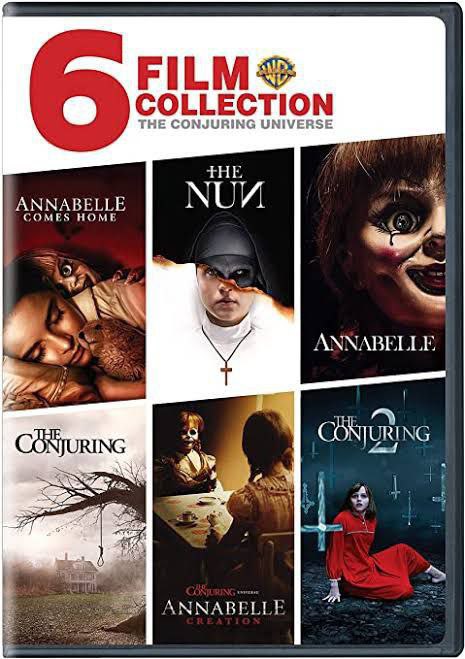 6
FILM
WB
COLLECTION
THE CONJURING UNIVERSE
ANNABELLE
COMES HOME
THE
NUN
ANNABELLE
THE
CONJURING
THE CONJURING UNIVERSE
ANNABELLE
CREATION
THE
CONJURING
2